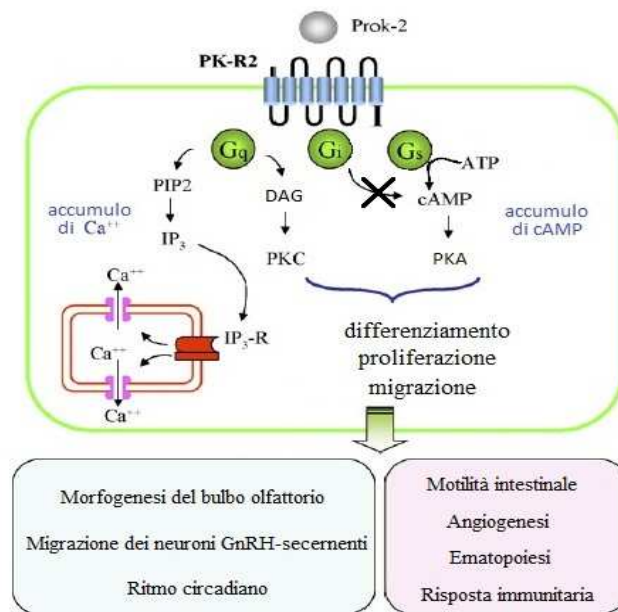 Prok-2
PK-R2
Gq
Gi
Gs
ATP
PIP2
DAG
cAMP
accumulo
di Ca++
accumulo
di cAMP
IP3
PKC
PKA
Ca++
IP3-R
Ca++
Ca++
differenziamento
proliferazione
migrazione
Morfogenesi del bulbo olfattorio
Migrazione dei neuroni GnRH-secernenti
Ritmo circadiano
Motilità intestinale
Angiogenesi
Ematopoiesi
Risposta immunitaria